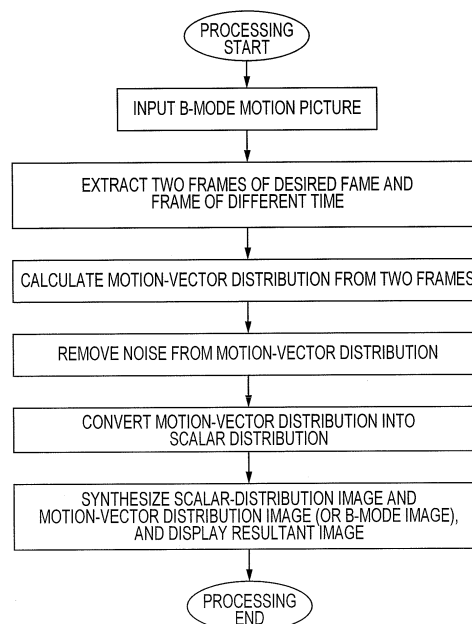 PROCESSING
START
INPUT B-MODE MOTION PICTURE
EXTRACT TWO FRAMES OF DESIRED FAME AND
FRAME OF DIFFERENT TIME
CALCULATE MOTION-VECTOR DISTRIBUTION FROM TWO FRAMES
REMOVE NOISE FROM MOTION-VECTOR DISTRIBUTION
CONVERT MOTION-VECTOR DISTRIBUTION INTO
SCALAR DISTRIBUTION
SYNTHESIZE SCALAR-DISTRIBUTION IMAGE AND
MOTION-VECTOR DISTRIBUTION IMAGE (OR B-MODE IMAGE),
AND DISPLAY RESULTANT IMAGE
PROCESSING
END